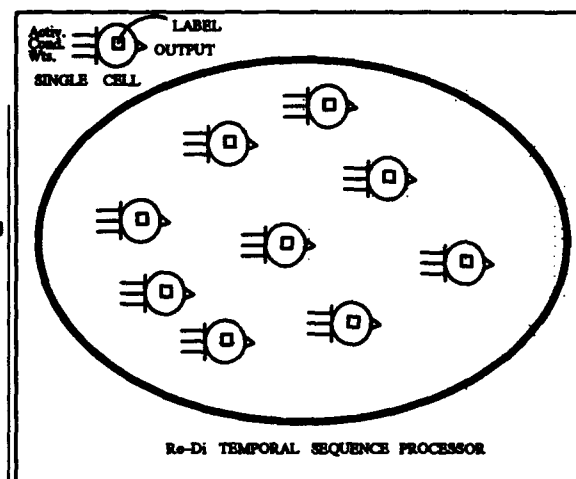 LABEL
Activ.
Cond.
Wts.
OUTPUT
SINGLE CELL
Re-Di TEMPORAL SEQUENCE PROCESSOR